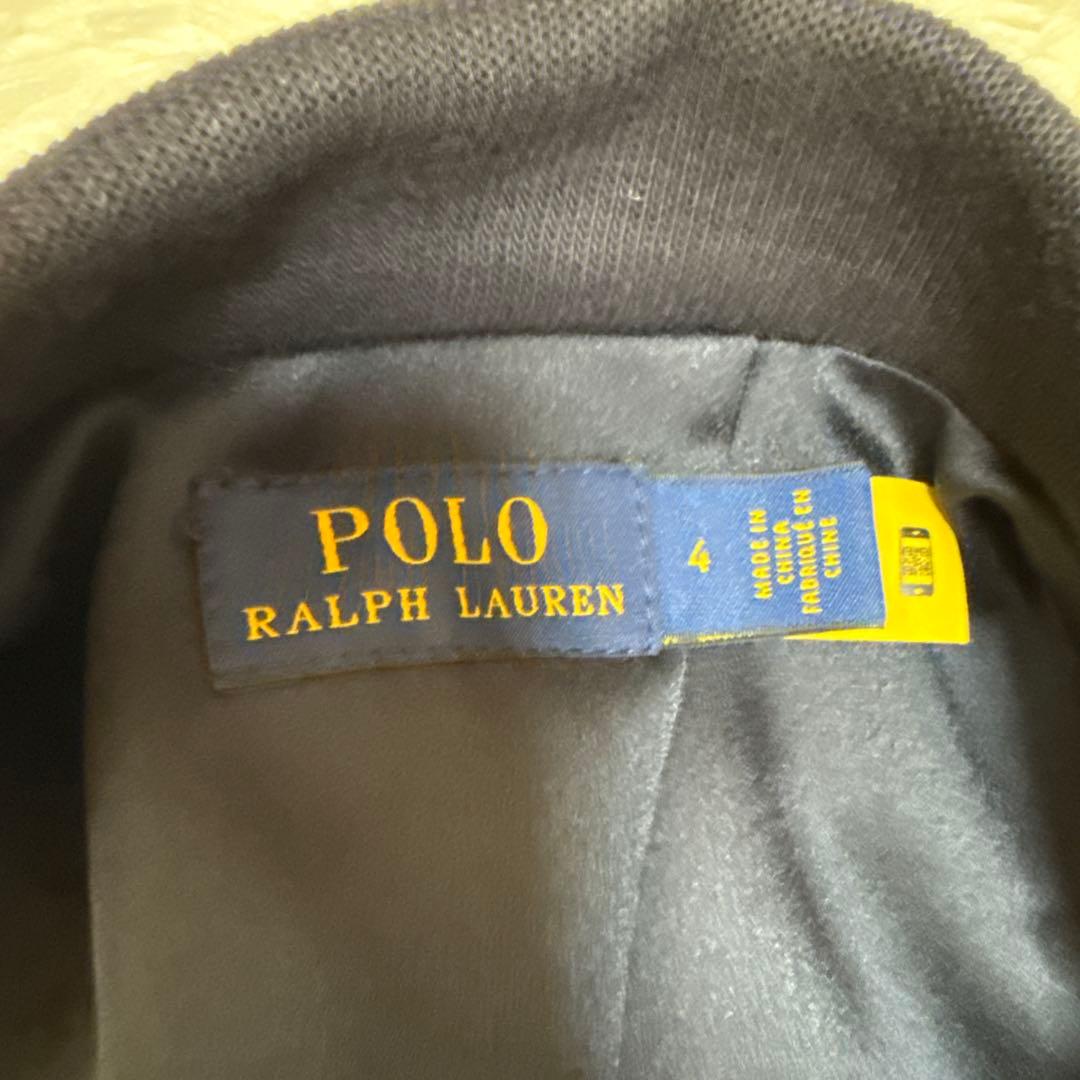 POLO
RALPH LAUREN
4
MADE IN
CHINA
FABRIQUÉ EN
CHINE